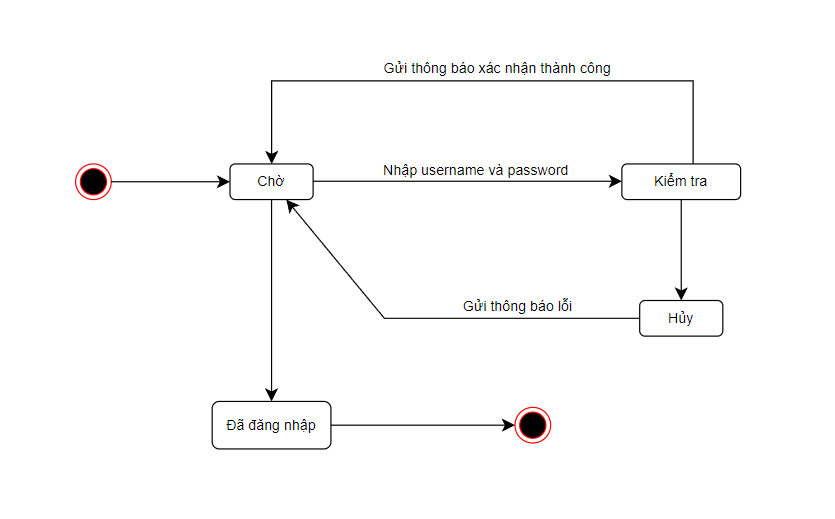 Gửi thông báo xác nhận thành công
Nhập username và password
Chờ
Kiểm tra
Gửi thông báo lỗi
Hủy
Đã đăng nhập